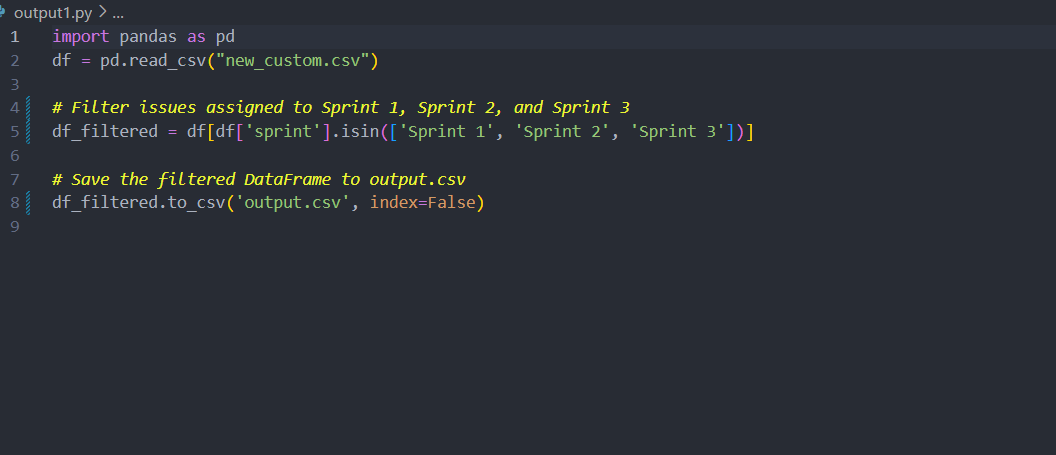 output1.py > ...
1 import pandas as pd
2 df = pd.read_csv("new_custom.csv")
3
4 # Filter issues assigned to Sprint 1, Sprint 2, and Sprint 3
5 df_filtered = df[df['sprint'].isin(['Sprint 1', 'Sprint 2', 'Sprint 3'])]
6
7 # Save the filtered DataFrame to output.csv
8 df_filtered.to_csv('output.csv', index=False)
9